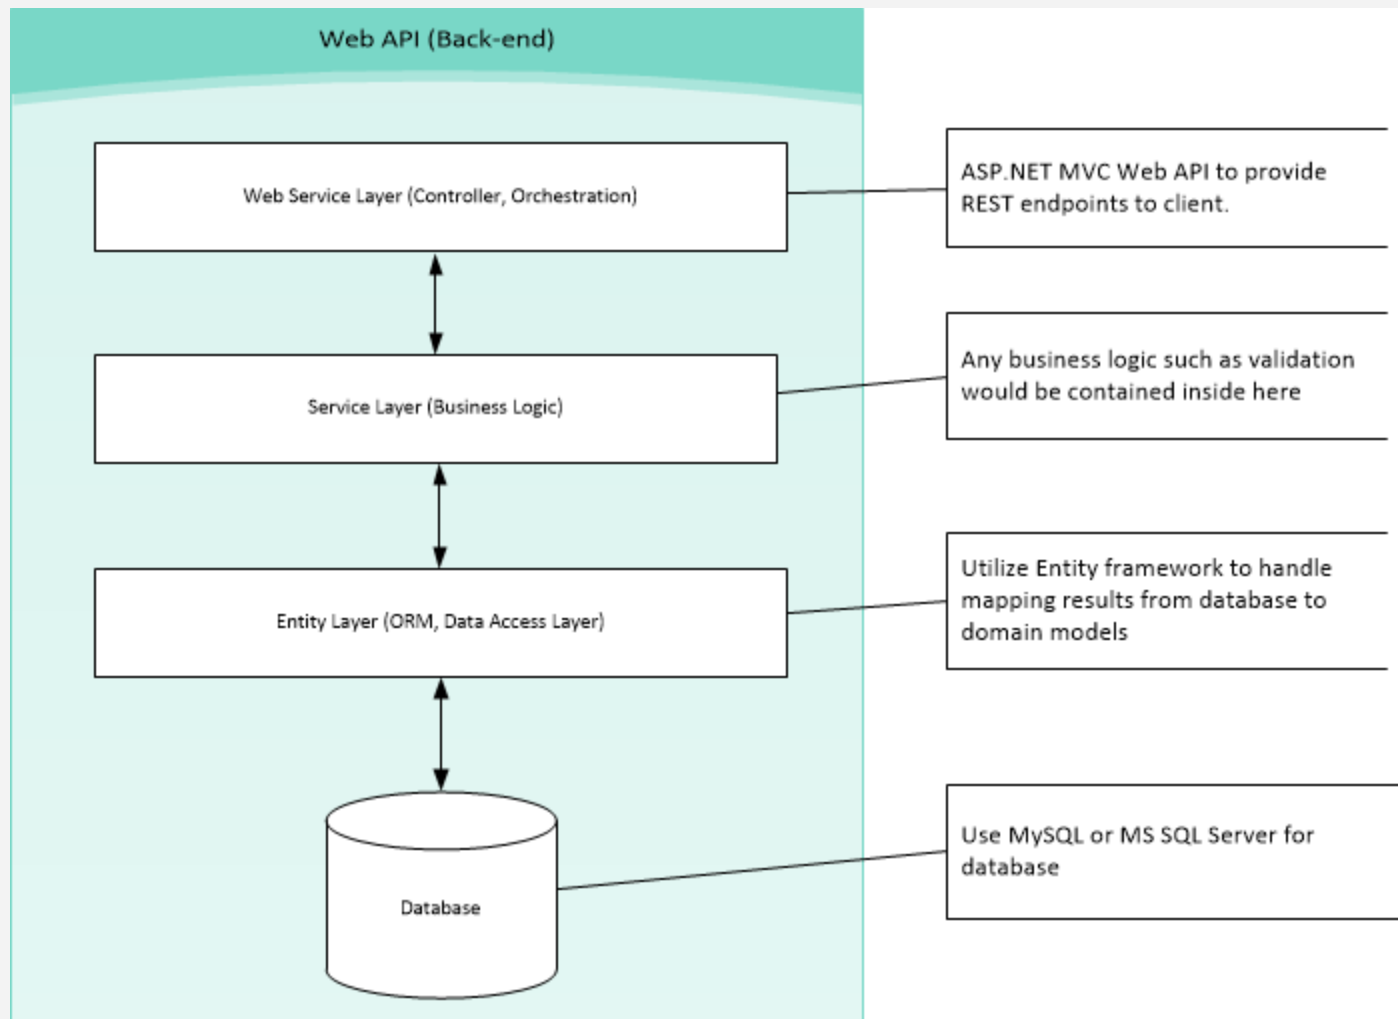 Web API (Back-end)
Web Service Layer (Controller, Orchestration)
ASP.NET MVC Web API to provide
REST endpoints to client.
Service Layer (Business Logic)
Any business logic such as validation
would be contained inside here
Entity Layer (ORM, Data Access Layer)
Utilize Entity framework to handle
mapping results from database to
domain models
Database
Use MySQL or MS SQL Server for
database